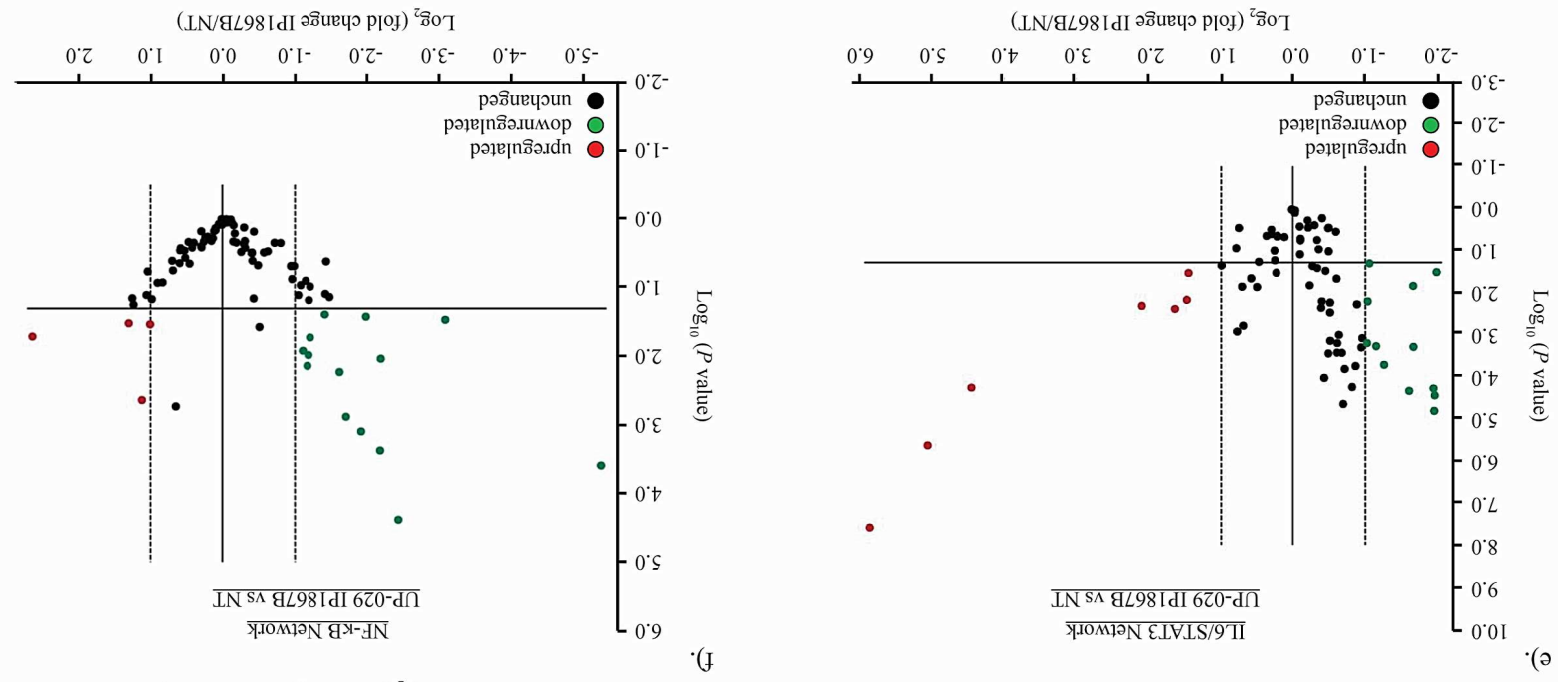 e).
IL6/STAT3 Network
UP-029 IP1867B vs NT
10.0
9.0
8.0
7.0
6.0
5.0
4.0
3.0
2.0
1.0
0.0
-1.0
-2.0
-3.0
Log10 (P value)
upregulated
downregulated
unchanged
-2.0 -1.0 0.0 1.0 2.0 3.0 4.0 5.0 6.0
Log2 (fold change IP1867B/NT)
f).
NF-κB Network
UP-029 IP1867B vs NT
6.0
5.0
4.0
3.0
2.0
1.0
0.0
-1.0
-2.0
Log10 (P value)
upregulated
downregulated
unchanged
-5.0 -4.0 -3.0 -2.0 -1.0 0.0 1.0 2.0
Log2 (fold change IP1867B/NT)